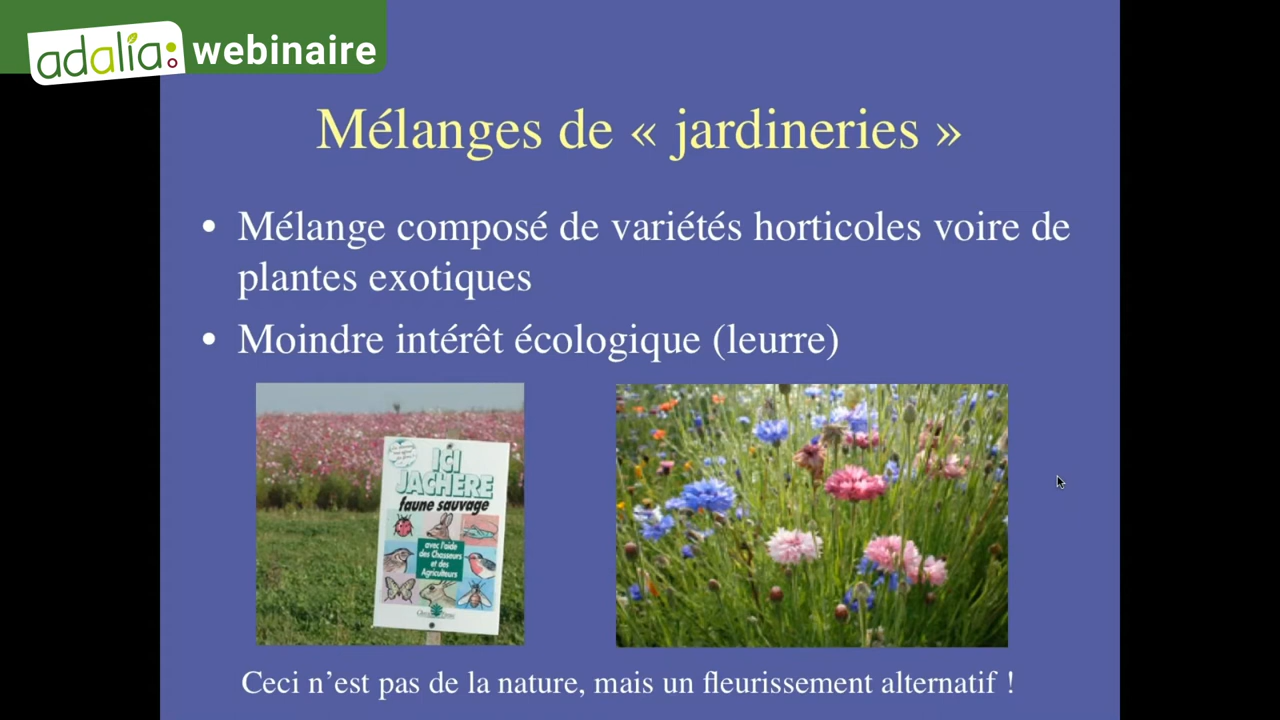 adalia
webinaire
Mélanges de « jardineries »
• Mélange composé de variétés horticoles voire de
plantes exotiques
• Moindre intérêt écologique (leurre)
ICI
JACHERE
faune sauvage
avec l'aide
des Chasseurs
et des
Agriculteurs
Ceci n'est pas de la nature, mais un fleurissement alternatif !